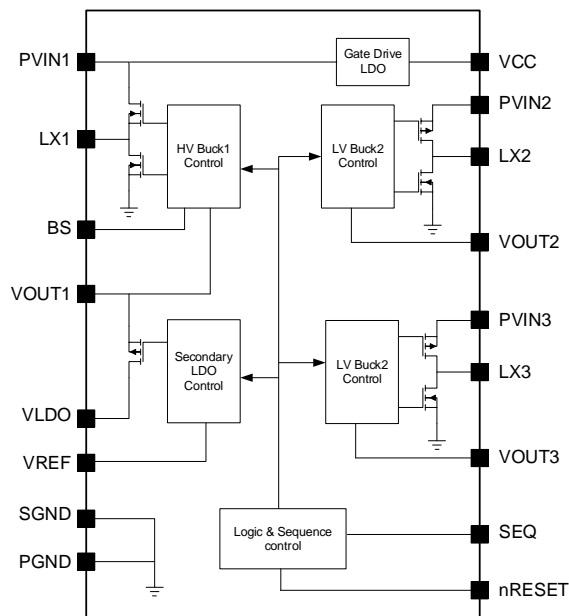 PVIN1
Gate Drive
LDO
VCC
PVIN2
LX1
HV Buck1
Control
LV Buck2
Control
LX2
BS
VOUT2
VOUT1
PVIN3
Secondary
LDO
Control
LV Buck2
Control
LX3
VLDO
VREF
VOUT3
SGND
Logic & Sequence
control
SEQ
PGND
nRESET